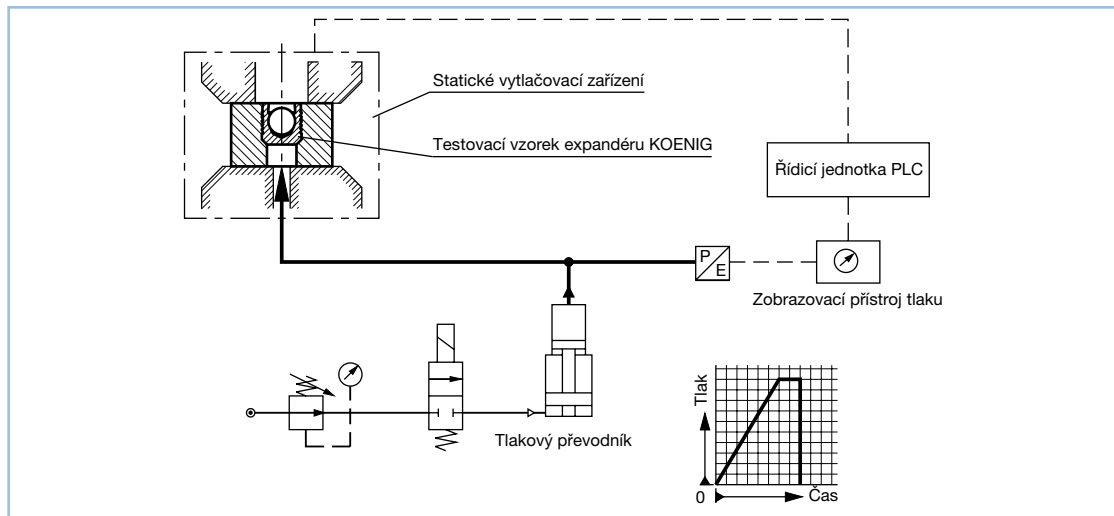 Statické vytlačovací zařízení
Testovací vzorek expandéru KOENIG
Řídicí jednotka PLC
P
E
Zobrazovací přístroj tlaku
Tlakový převodník
Tlak
0
Čas